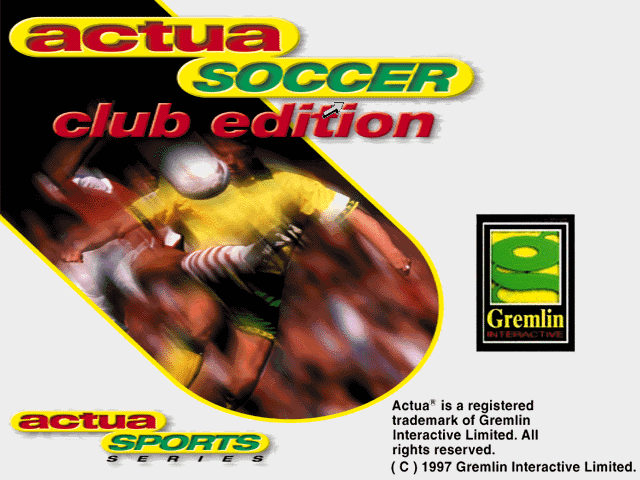 actua
SOCCER
club edition
g
Gremlin
INTERACTIVE
actua
SPORTS
SERIES
Actua® is a registered
trademark of Gremlin
Interactive Limited. All
rights reserved.
( C ) 1997 Gremlin Interactive Limited.